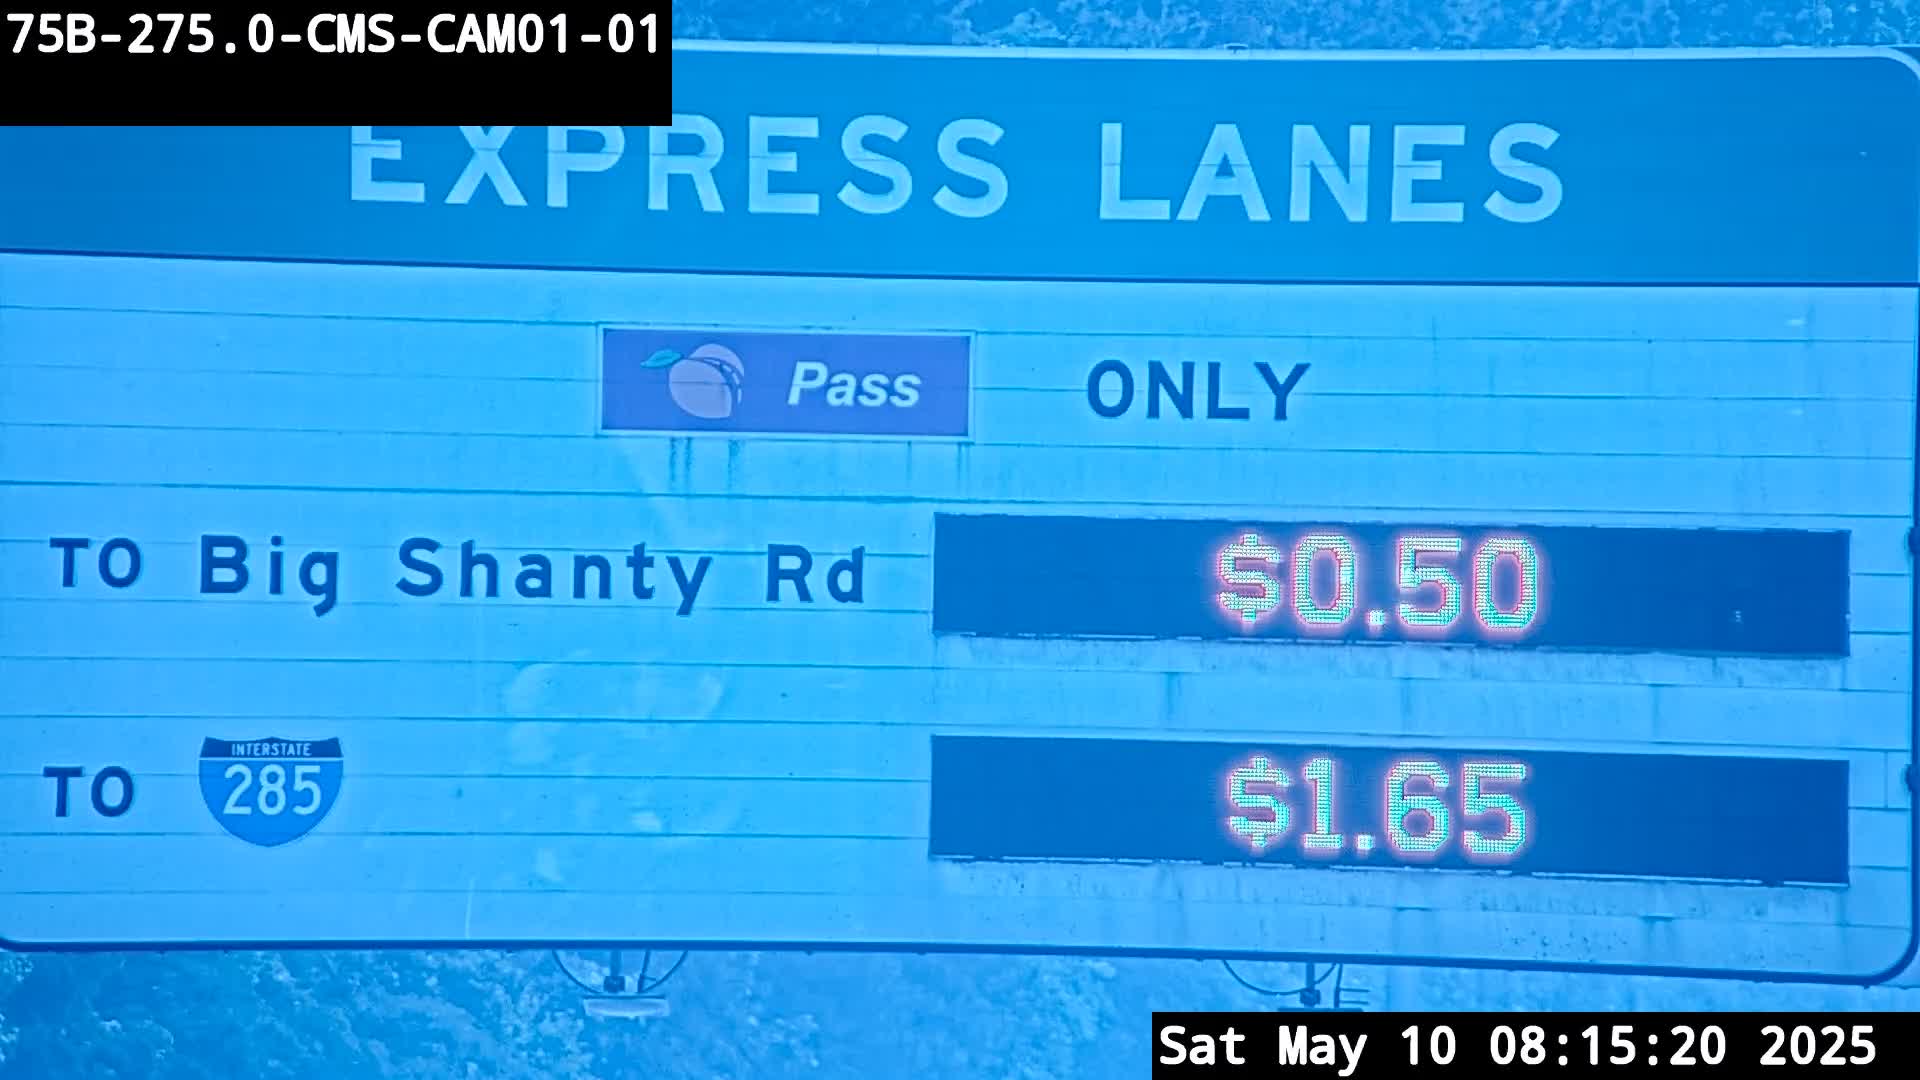 75B-275.0-CMS-CAM01-01
EXPRESS LANES
Pass ONLY
TO Big Shanty Rd $0.50
INTERSTATE
TO 285 $1.65
Sat May 10 08:15:20 2025